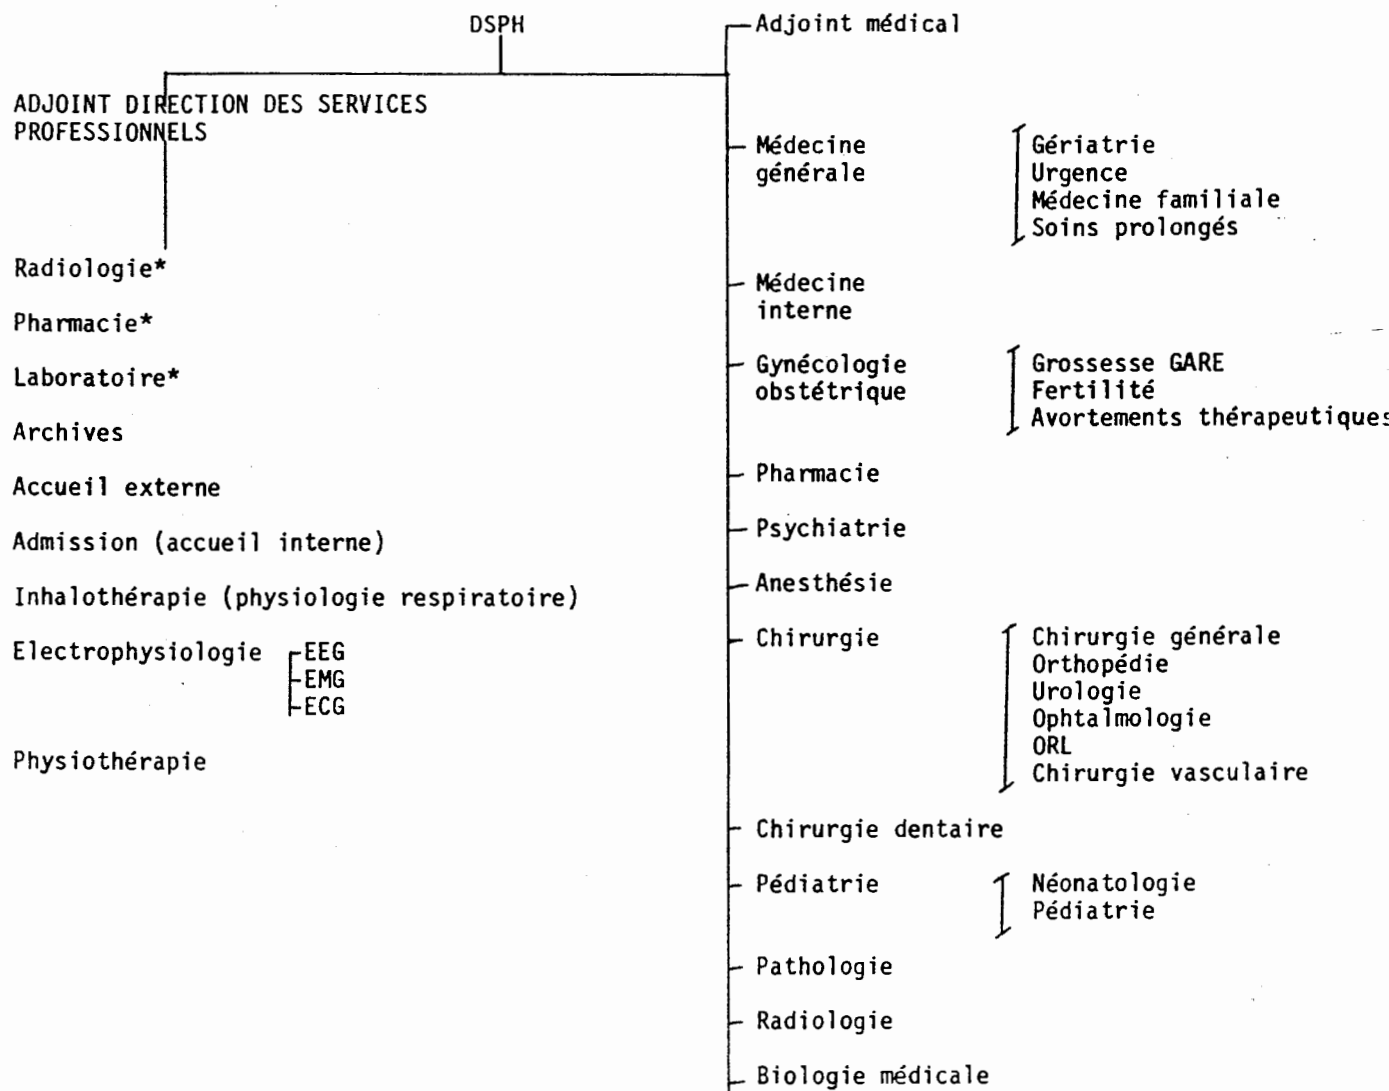 DSPH
ADJOINT DIRECTION DES SERVICES
PROFESSIONNELS
Radiologie*
Pharmacie*
Laboratoire*
Archives
Accueil externe
Admission (accueil interne)
Inhalothérapie (physiologie respiratoire)
Electrophysiologie
EEG
EMG
ECG
Physiothérapie
Adjoint médical
Médecine
générale
Gériatrie
Urgence
Médecine familiale
Soins prolongés
Médecine
interne
Gynécologie
obstétrique
Grossesse GARE
Fertilité
Avortements thérapeutiques
Pharmacie
Psychiatrie
Anesthésie
Chirurgie
Chirurgie générale
Orthopédie
Urologie
Ophtalmologie
ORL
Chirurgie vasculaire
Chirurgie dentaire
Pédiatrie
Néonatologie
Pédiatrie
Pathologie
Radiologie
Biologie médicale